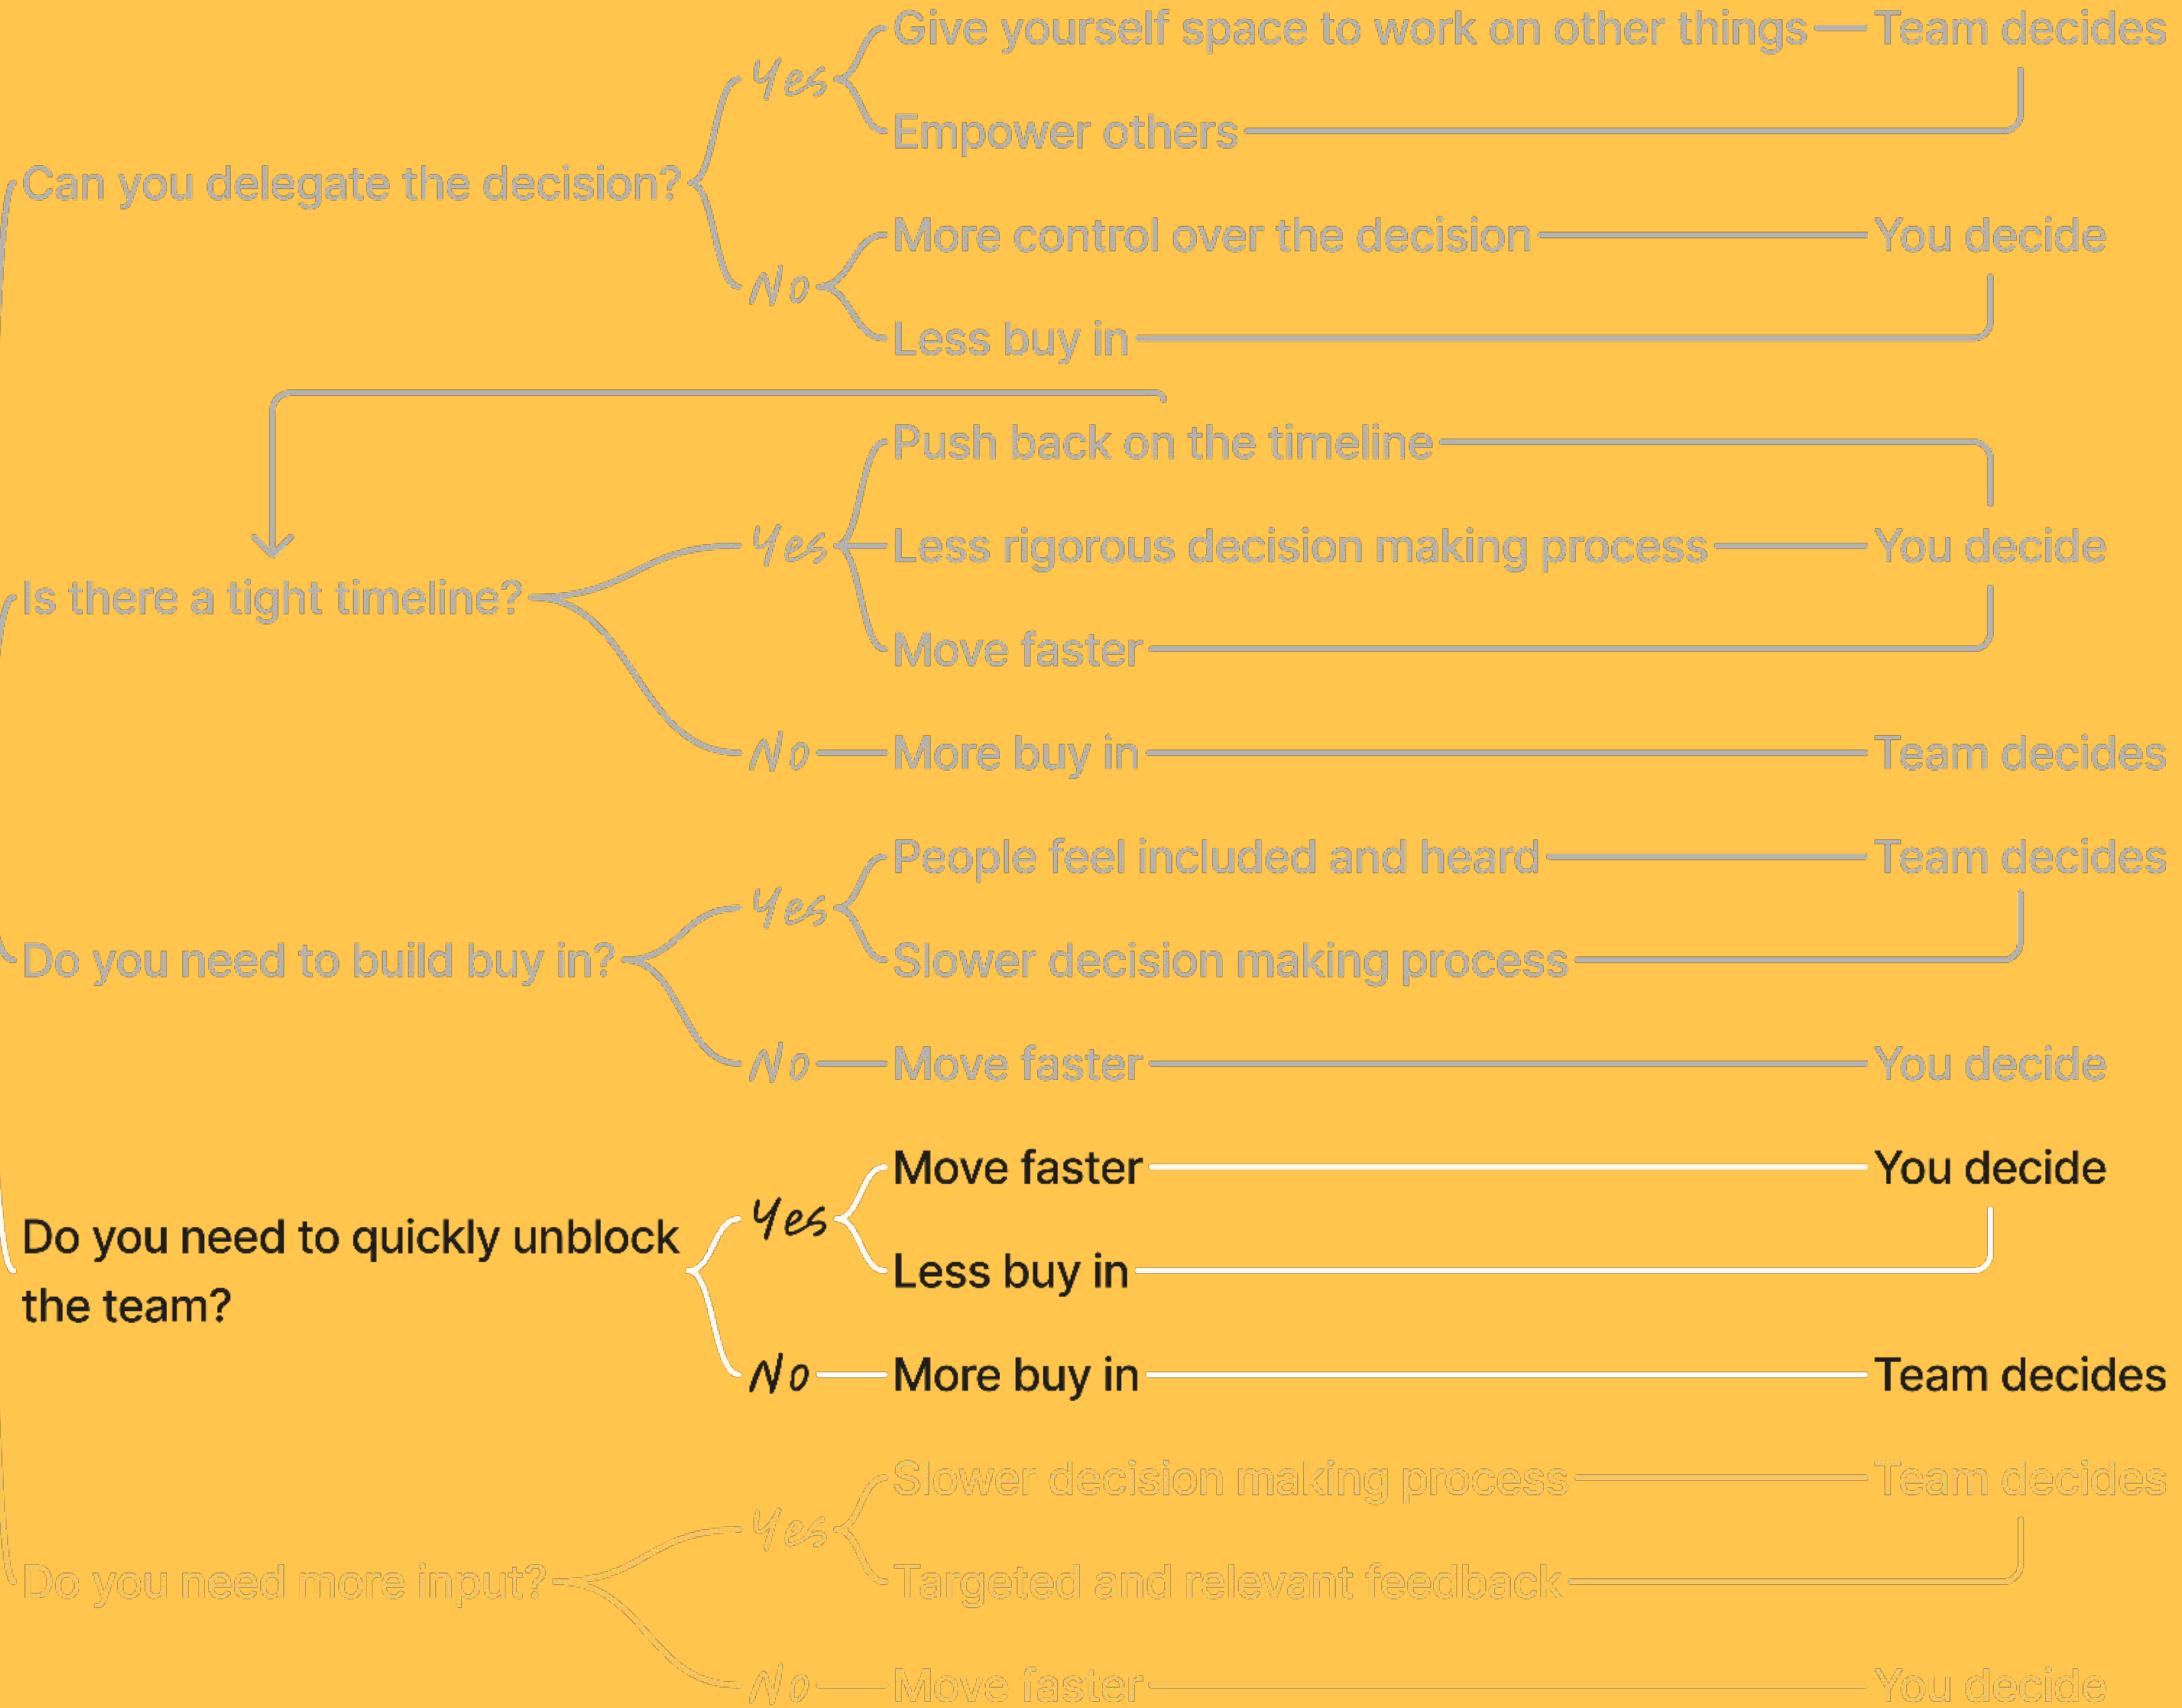 Give yourself space to work on other things
Team decides
Yes
Empower others
Can you delegate the decision?
More control over the decision
You decide
No
Less buy in
Push back on the timeline
Yes
Less rigorous decision making process
You decide
Is there a tight timeline?
Move faster
No
More buy in
Team decides
People feel included and heard
Team decides
Yes
Do you need to build buy in?
Slower decision making process
No
Move faster
You decide
Move faster
You decide
Yes
Do you need to quickly unblock
the team?
Less buy in
No
More buy in
Team decides
Slower decision making process
Team decides
Yes
Do you need more input?
Targeted and relevant feedback
No
Move faster
You decide